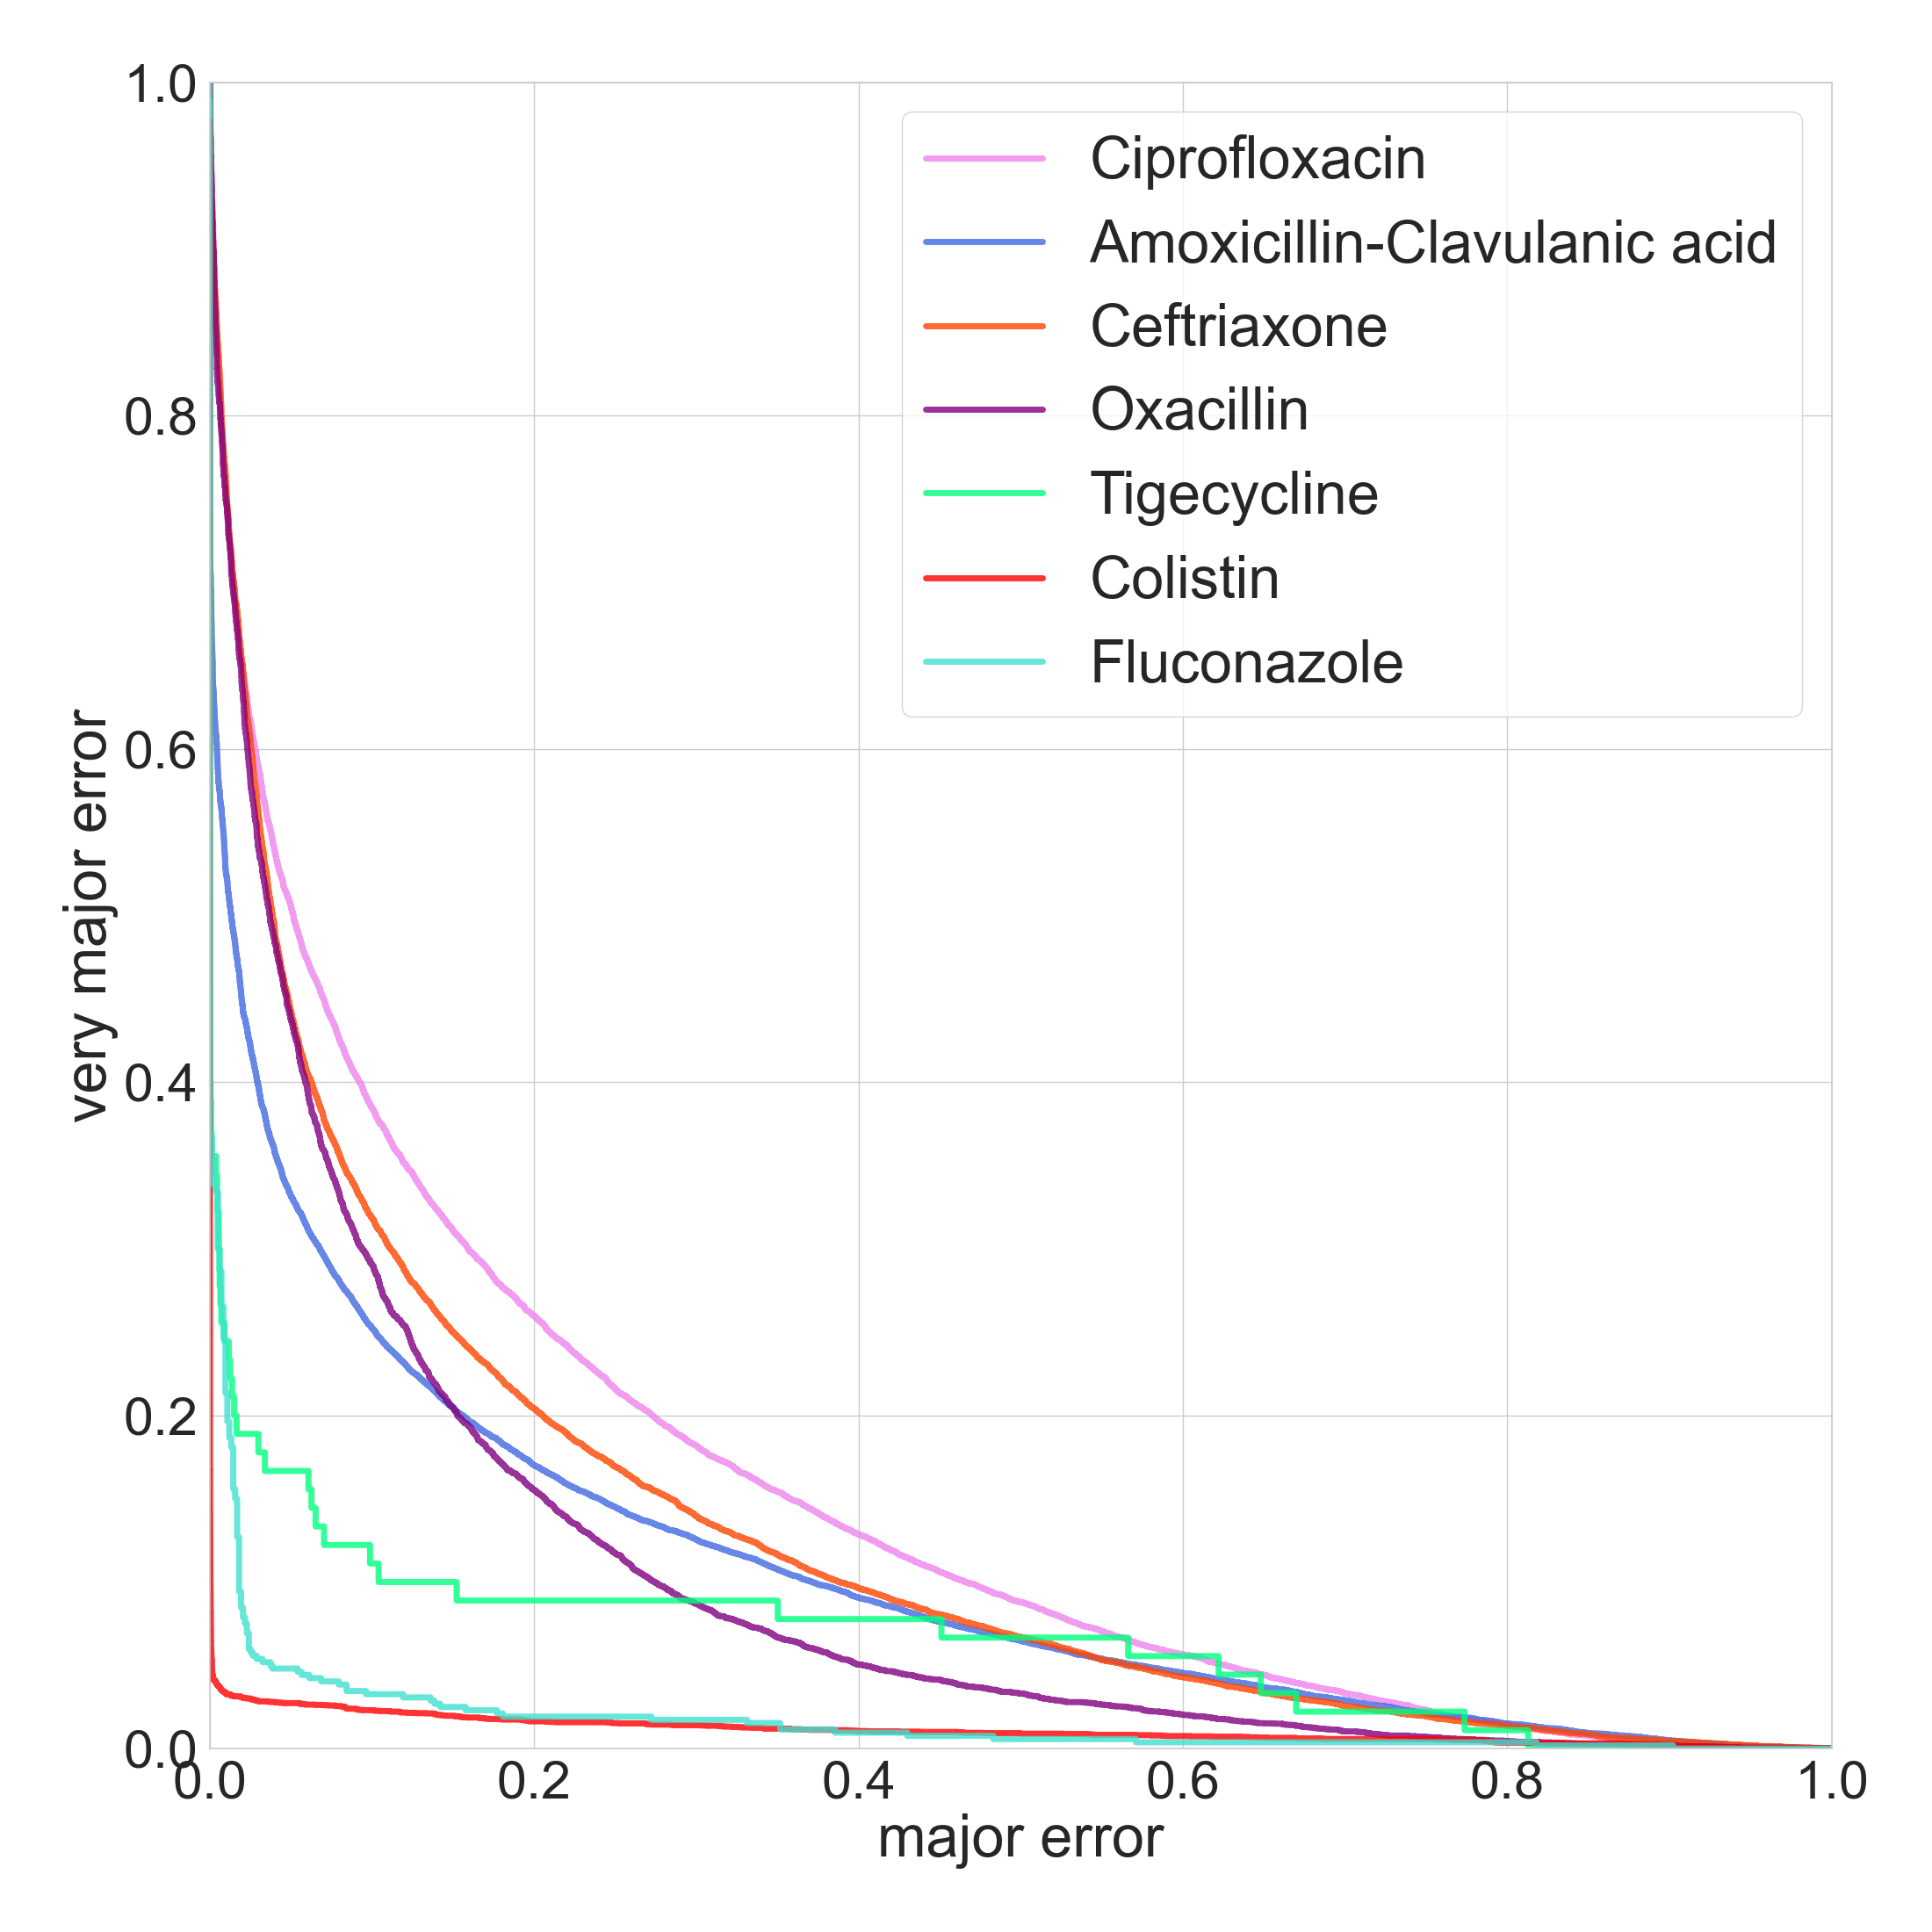 1.0
0.8
0.6
0.4
0.2
0.0
very major error
Ciprofloxacin
Amoxicillin-Clavulanic acid
Ceftriaxone
Oxacillin
Tigecycline
Colistin
Fluconazole
0.0 0.2 0.4 0.6 0.8 1.0
major error